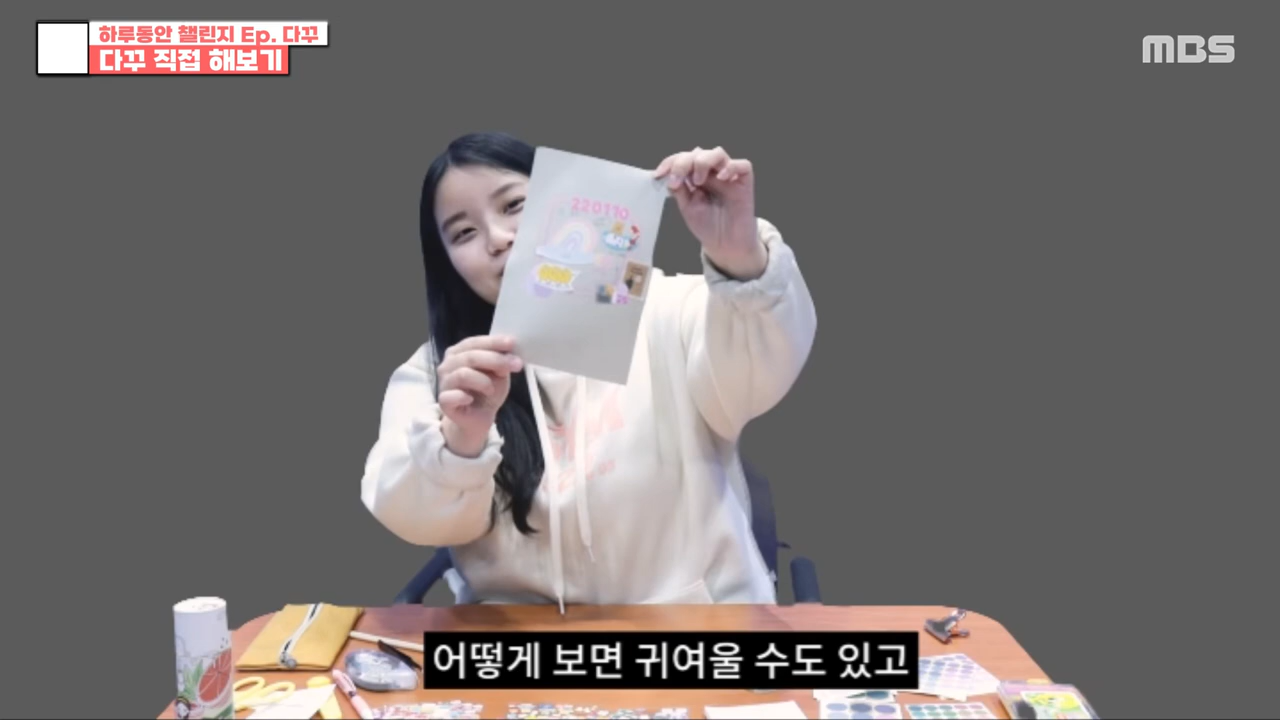 하루동안 챌린지 Ep. 다꾸
다꾸 직접 해보기
MBS
220110
어떻게 보면 귀여울 수도 있고